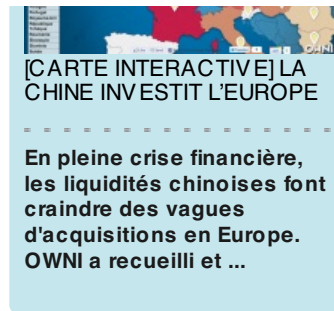 OWNI
[CARTE INTERACTIVE] LA
CHINE INVESTIT L'EUROPE
En pleine crise financière,
les liquidités chinoises font
craindre des vagues
d'acquisitions en Europe.
OWNI a recueilli et ...